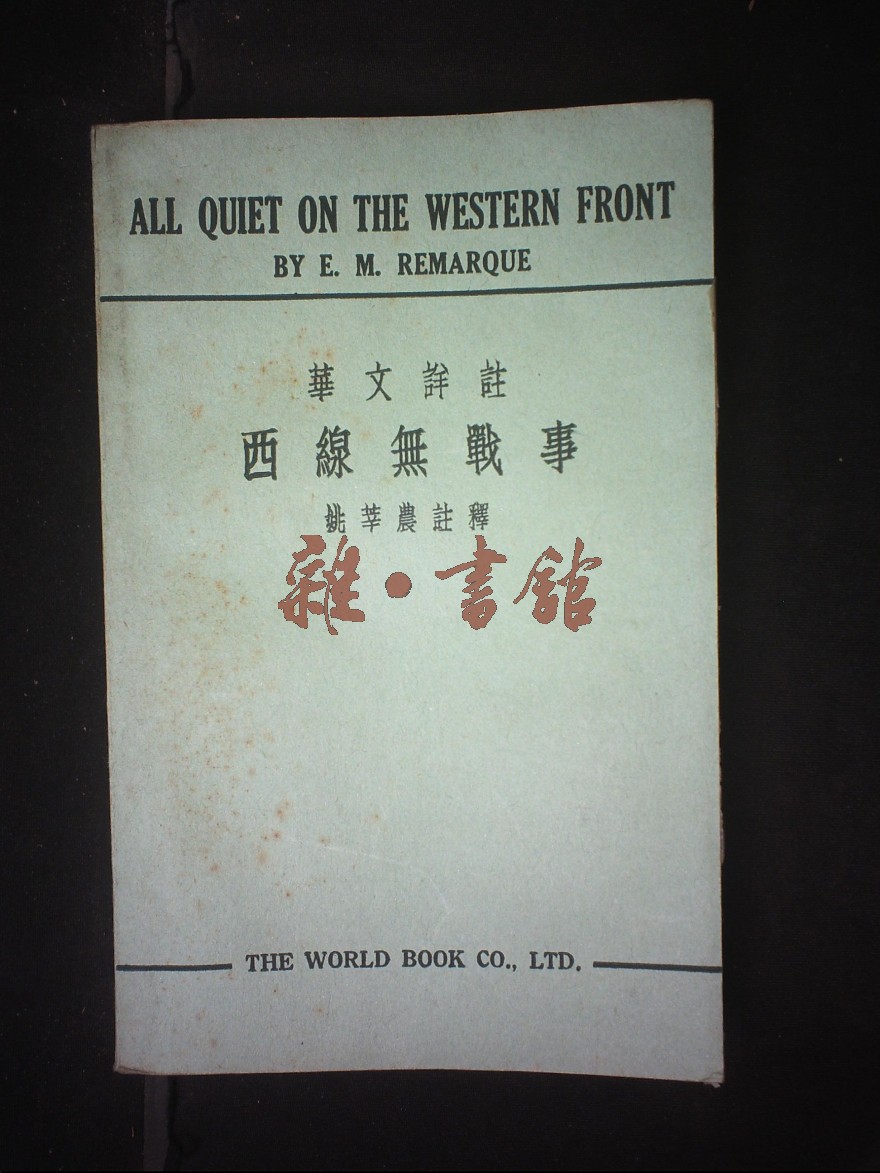 ALL QUIET ON THE WESTERN FRONT
BY E. M. REMARQUE
華文詳註
西線無戰事
姚莘農註釋
雜·書館
THE WORLD BOOK CO., LTD.